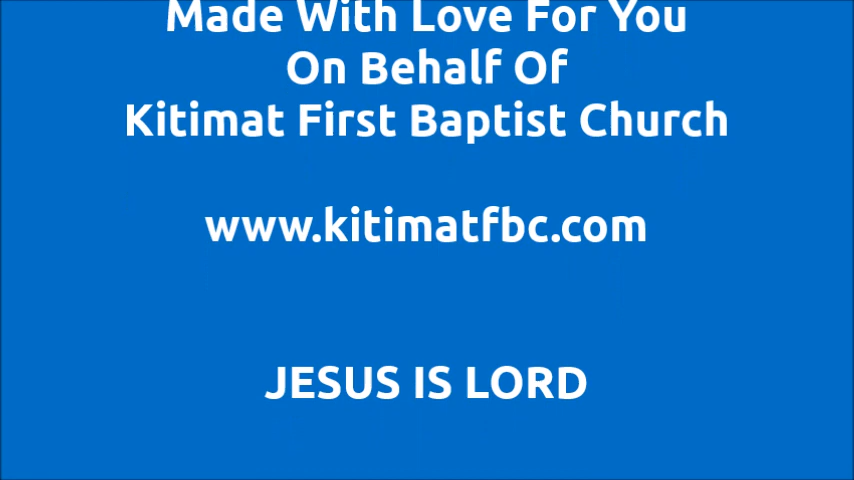 Made With Love For You
On Behalf Of
Kitimat First Baptist Church
www.kitimatfbc.com
JESUS IS LORD